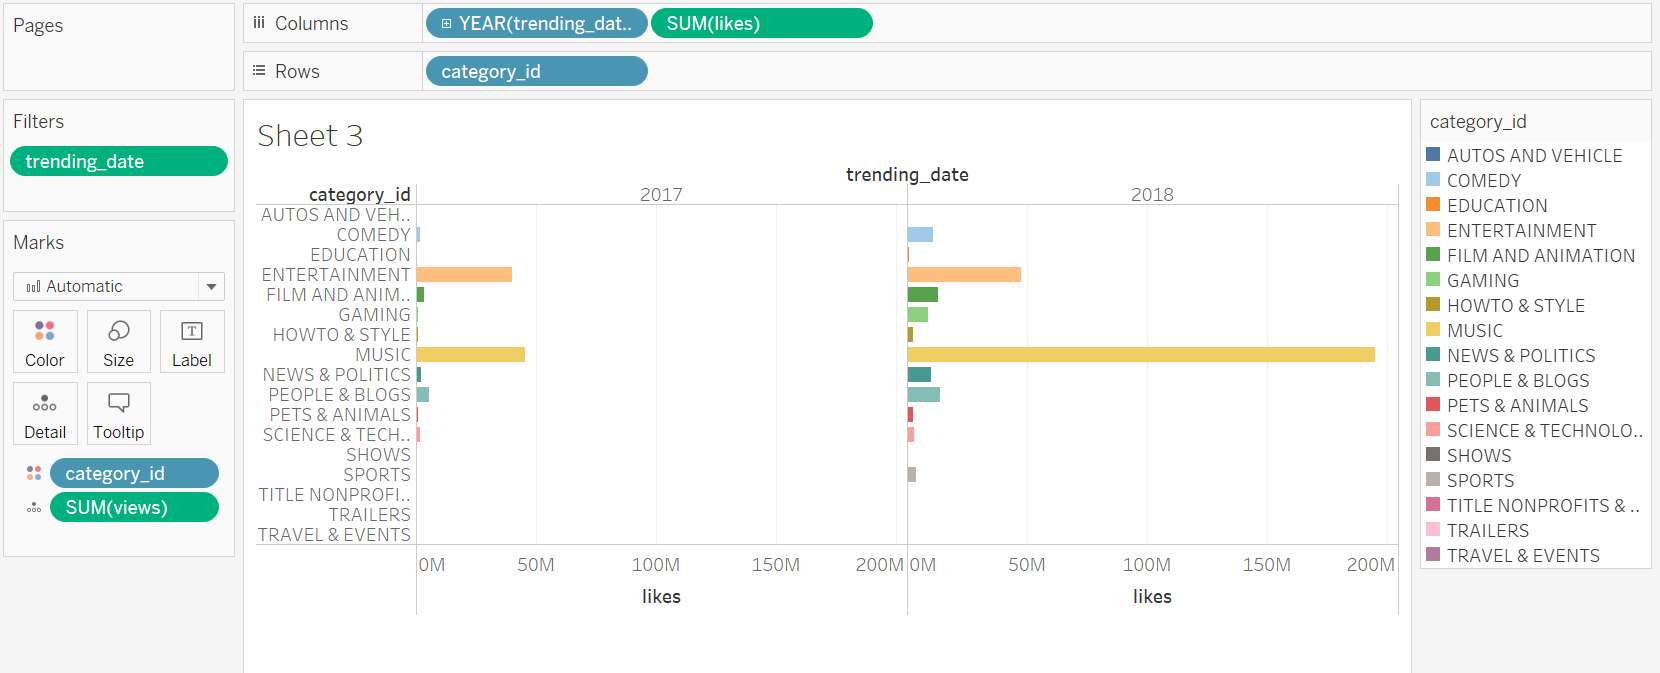 Pages
Columns
YEAR(trending_dat..
SUM(likes)
Rows
category_id
Filters
trending_date
Marks
Automatic
Color
Size
Label
Detail
Tooltip
category_id
SUM(views)
Sheet 3
trending_date
category_id
2017
2018
AUTOS AND VEH..
COMEDY
EDUCATION
ENTERTAINMENT
FILM AND ANIM..
GAMING
HOWTO & STYLE
MUSIC
NEWS & POLITICS
PEOPLE & BLOGS
PETS & ANIMALS
SCIENCE & TECH..
SHOWS
SPORTS
TITLE NONPROFI..
TRAILERS
TRAVEL & EVENTS
0M 50M 100M 150M 200M 0M 50M 100M 150M 200M
likes
likes
category_id
AUTOS AND VEHICLE
COMEDY
EDUCATION
ENTERTAINMENT
FILM AND ANIMATION
GAMING
HOWTO & STYLE
MUSIC
NEWS & POLITICS
PEOPLE & BLOGS
PETS & ANIMALS
SCIENCE & TECHNOLO..
SHOWS
SPORTS
TITLE NONPROFITS & ..
TRAILERS
TRAVEL & EVENTS